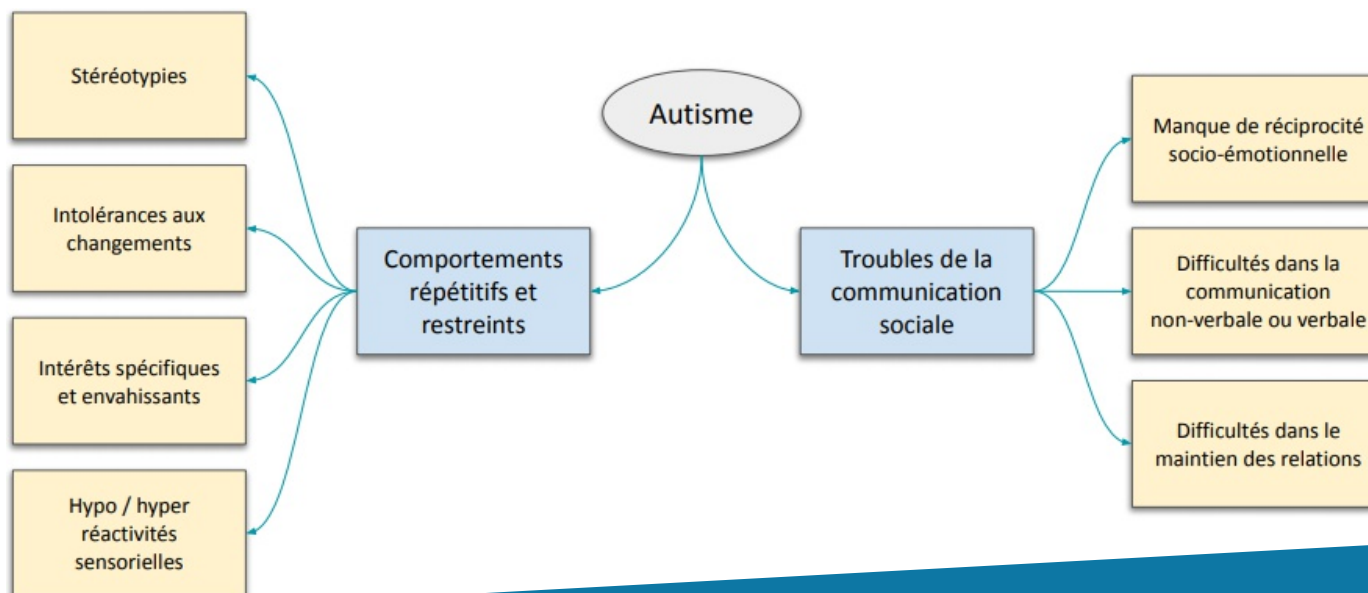 Autisme
Comportements
répétitifs et
restreints
Stéréotypies
Intolérances aux
changements
Intérêts spécifiques
et envahissants
Hypo / hyper
réactivités
sensorielles
Troubles de la
communication
sociale
Manque de réciprocité
socio-émotionnelle
Difficultés dans la
communication
non-verbale ou verbale
Difficultés dans le
maintien des relations